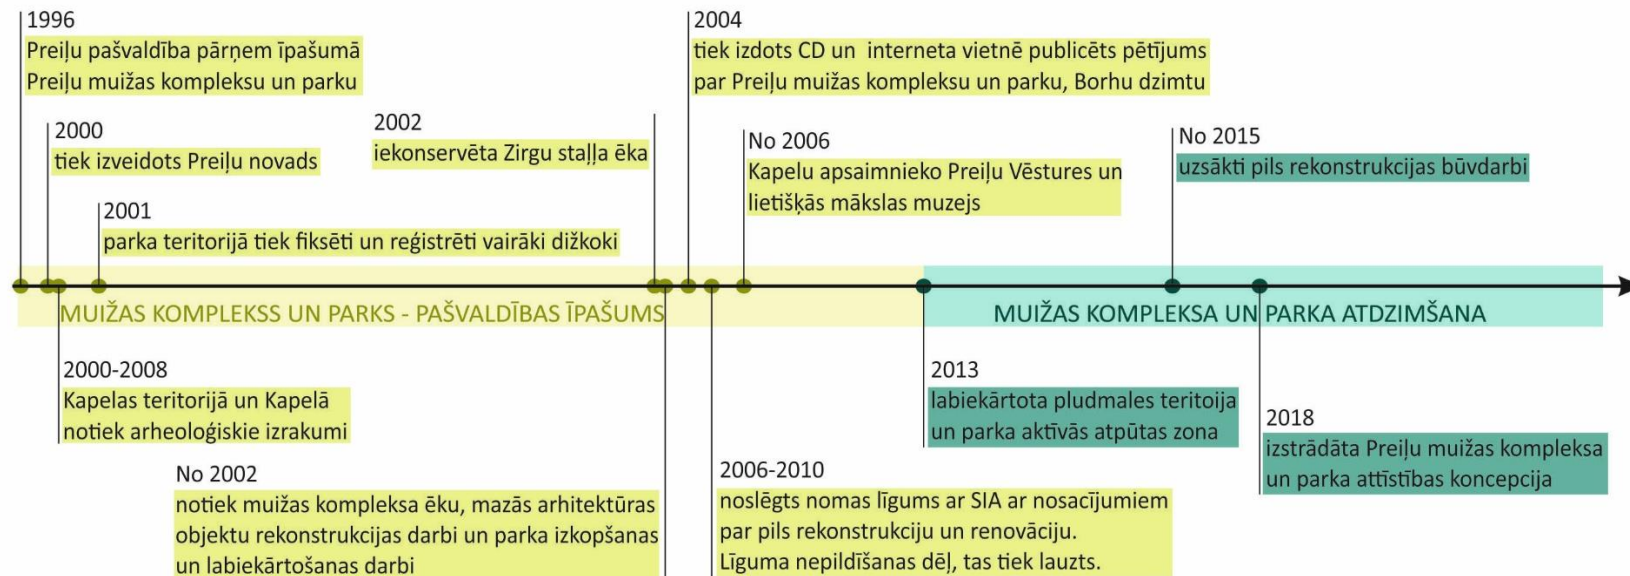 1996
Preiļu pašvaldība pārņem īpašumā
Preiļu muižas kompleksu un parku
2000
tiek izveidots Preiļu novads
2001
parka teritorijā tiek fiksēti un reģistrēti vairāki dižkoki
2002
iekonservēta Zirgu staļļa ēka
2004
tiek izdots CD un interneta vietnē publicēts pētījums
par Preiļu muižas kompleksu un parku, Borhu dzimtu
No 2006
Kapelu apsaimnieko Preiļu Vēstures un
lietišķās mākslas muzejs
No 2015
uzsākti pils rekonstrukcijas būvdarbi
MUIŽAS KOMPLEKSS UN PARKS - PAŠVALDĪBAS ĪPAŠUMS
MUIŽAS KOMPLEKSA UN PARKA ATDZIMŠANA
2000-2008
Kapelas teritorijā un Kapelā
notiek arheoloģiskie izrakumi
No 2002
notiek muižas kompleksa ēku, mazās arhitektūras
objektu rekonstrukcijas darbi un parka izkopšanas
un labiekārtošanas darbi
2006-2010
noslēgts nomas līgums ar SIA ar nosacījumiem
par pils rekonstrukciju un renovāciju.
Līguma nepildīšanas dēļ, tas tiek lauzts.
2013
labiekārtota pludmales teritoija
un parka aktīvās atpūtas zona
2018
izstrādāta Preiļu muižas kompleksa
un parka attīstības koncepcija